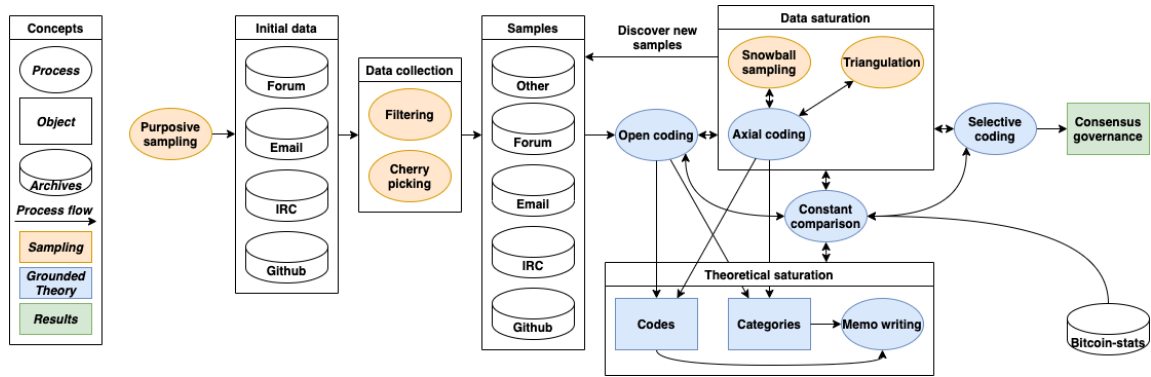 Concepts
Process
Object
Archives
Process flow
Sampling
Grounded
Theory
Results
Purposive
sampling
Initial data
Forum
Email
IRC
Github
Data collection
Filtering
Cherry
picking
Samples
Other
Forum
Email
IRC
Github
Discover new
samples
Open coding
Data saturation
Snowball
sampling
Triangulation
Axial coding
Selective
coding
Consensus
governance
Constant
comparison
Theoretical saturation
Codes
Categories
Memo writing
Bitcoin-stats